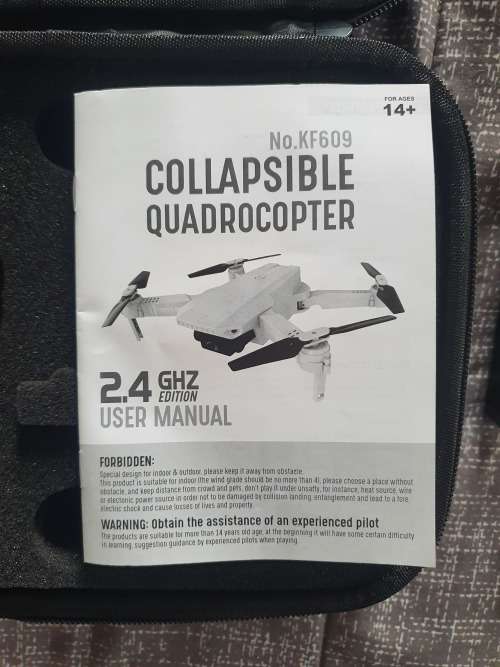 FOR AGES
14+
No.KF609
COLLAPSIBLE
QUADROCOPTER
2.4 GHZ
EDITION
USER MANUAL
FORBIDDEN:
Special design for indoor & outdoor, please keep it away from obstacle.
This product is suitable for indoor (the wind grade should be no more than 4), please choose a place without
obstacle, and keep distance from crowd and pets, don't play it under unsafty, for instance, heat source, wire
or electonic power source in order not to be damaged by collision landing, entanglement and lead to a fore,
electric shock and cause losses of lives and property.
WARNING: Obtain the assistance of an experienced pilot
The products are suitable for more than 14 years old age, at the beginning it will have some certain difficulty
in learning, suggestion guidance by experienced pilots when playing.